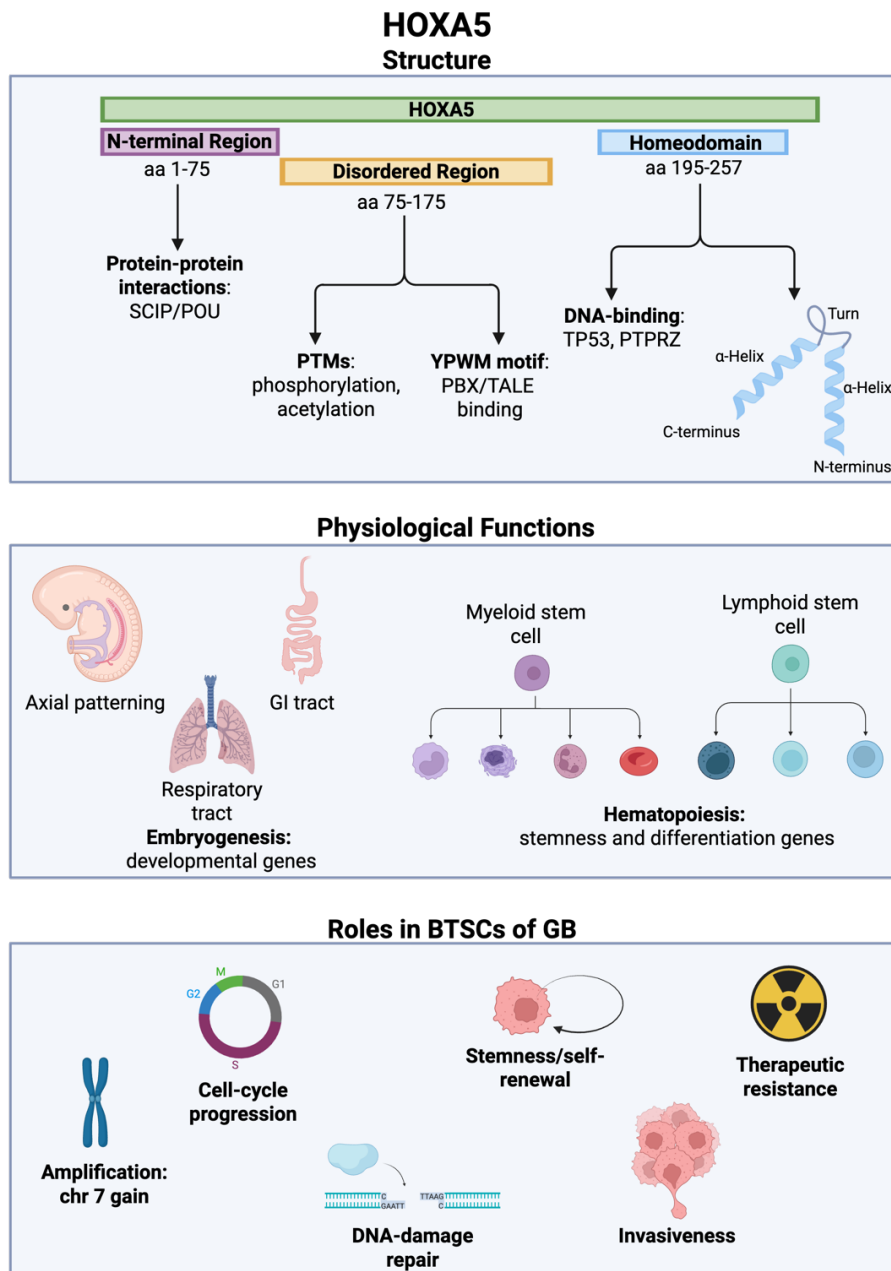 HOXA5
Structure
HOXA5
N-terminal Region
aa 1-75
Protein-protein
interactions:
SCIP/POU
Disordered Region
aa 75-175
PTMs:
phosphorylation,
acetylation
YPWM motif:
PBX/TALE
binding
Homeodomain
aa 195-257
DNA-binding:
TP53, PTPRZ
Turn
α-Helix
α-Helix
C-terminus
N-terminus
Physiological Functions
Axial patterning
GI tract
Respiratory
tract
Embryogenesis:
developmental genes
Myeloid stem
cell
Lymphoid stem
cell
Hematopoiesis:
stemness and differentiation genes
Roles in BTSCs of GB
Amplification:
chr 7 gain
M
G1
G2
S
Cell-cycle
progression
C
GAATT
TTAAG
C
DNA-damage
repair
Stemness/self-
renewal
Invasiveness
Therapeutic
resistance